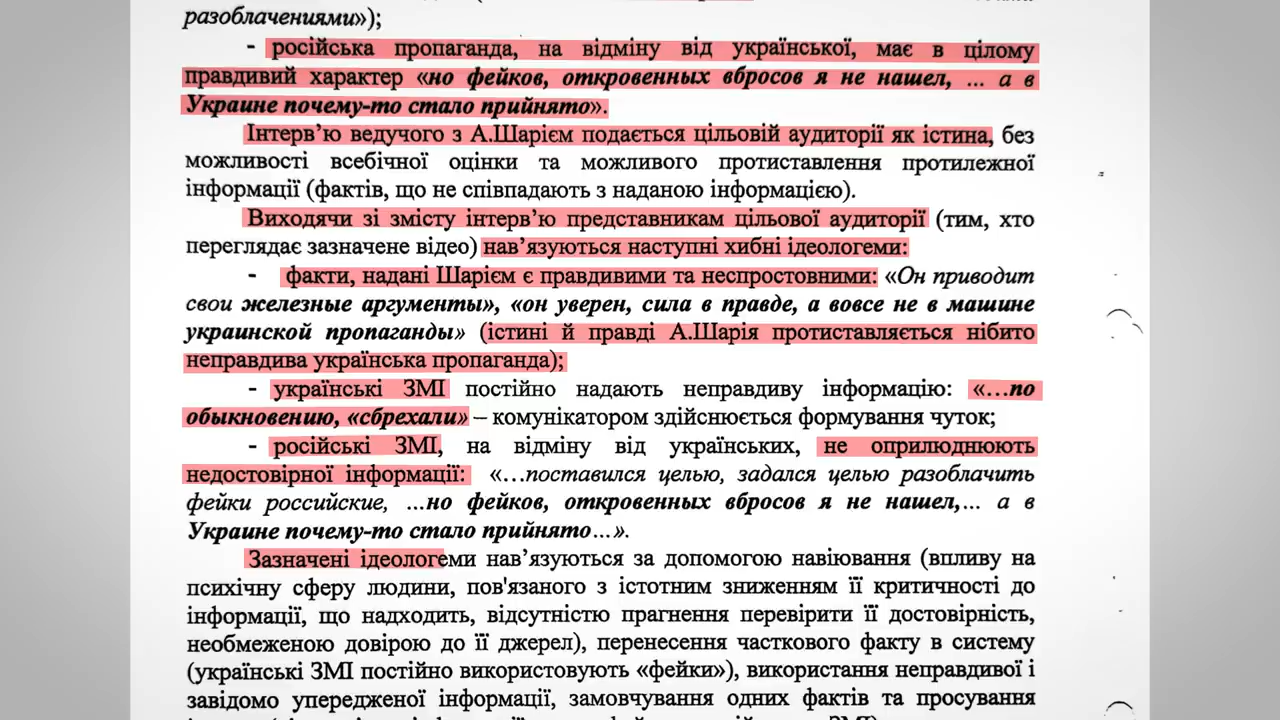 разоблачениями»);
- російська пропаганда, на відміну від української, має в цілому
правдивий характер «но фейков, откровенных вбросов я не нашел, ... а в
Украине почему-то стало прийнято».
Інтерв’ю ведучого з А.Шарієм подається цільовій аудиторії як істина, без
можливості всебічної оцінки та можливого протиставлення протилежної
інформації (фактів, що не співпадають з наданою інформацією).
Виходячи зі змісту інтерв’ю представникам цільової аудиторії (тим, хто
переглядає зазначене відео) нав’язуються наступні хибні ідеологеми:
- факти, надані Шарієм є правдивими та неспростовними: «Он приводит
свои железные аргументы», «он уверен, сила в правде, а вовсе не в машине
украинской пропаганды» (істині й правді А.Шарія протиставляється нібито
неправдива українська пропаганда);
- українські ЗМІ постійно надають неправдиву інформацію: «...по
обыкновению, «сбрехали» – комунікатором здійснюється формування чуток;
- російські ЗМІ, на відміну від українських, не оприлюднюють
недостовірної інформації: «...поставился целью, задался целью разоблачить
фейки российские, ...но фейков, откровенных вбросов я не нашел,... а в
Украине почему-то стало прийнято...».
Зазначені ідеологеми нав’язуються за допомогою навіювання (впливу на
психічну сферу людини, пов'язаного з істотним зниженням її критичності до
інформації, що надходить, відсутністю прагнення перевірити її достовірність,
необмеженою довірою до її джерел), перенесення часткового факту в систему
(українські ЗМІ постійно використовують «фейки»), використання неправдивої і
завідомо упередженої інформації, замовчування одних фактів та просування